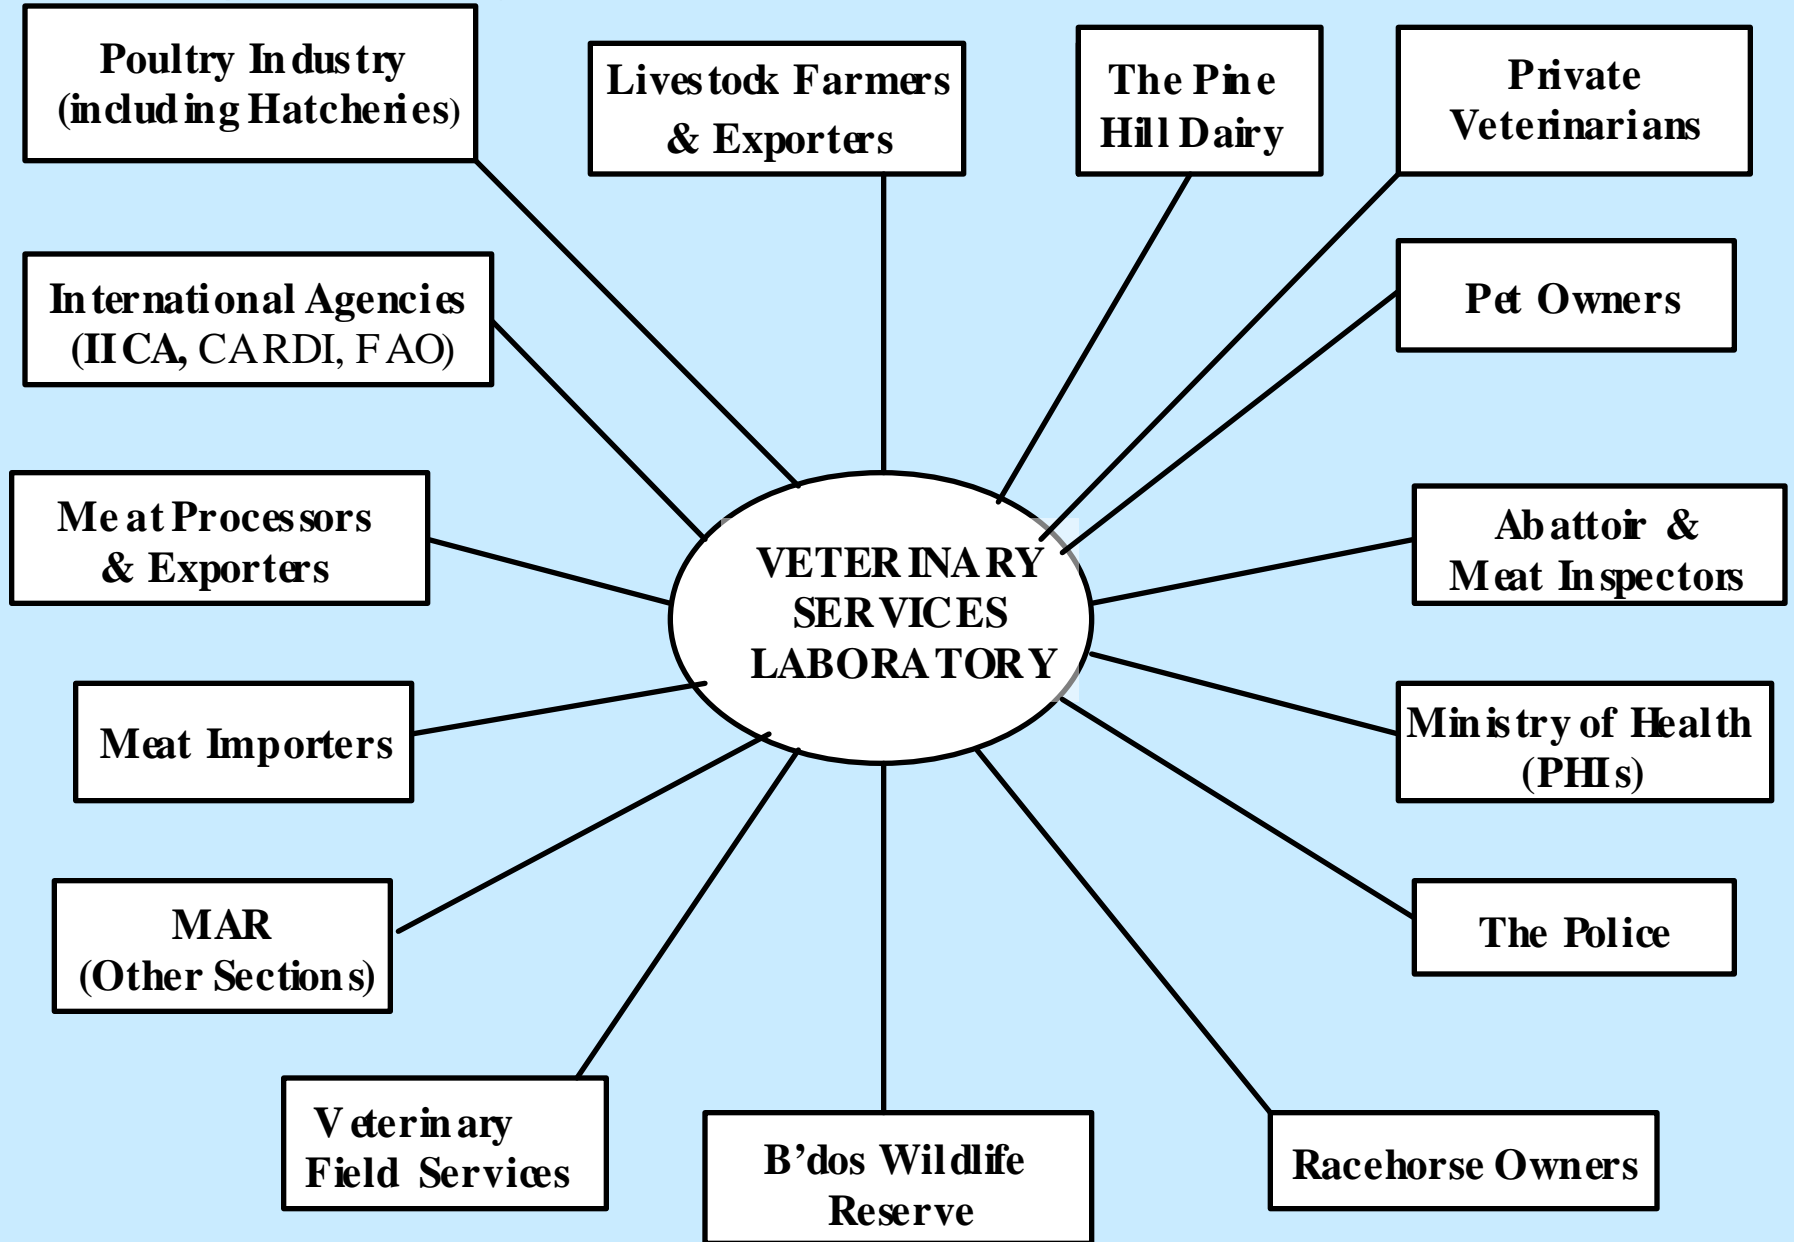 Poultry Industry
(including Hatcheries)
Livestock Farmers
& Exporters
The Pine
Hill Dairy
Private
Veterinarians
International Agencies
(IICA, CARDI, FAO)
Pet Owners
Meat Processors
& Exporters
VETERINARY
SERVICES
LABORATORY
Abattoir &
Meat Inspectors
Meat Importers
Ministry of Health
(PHIs)
MAR
(Other Sections)
The Police
Veterinary
Field Services
B’dos Wildlife
Reserve
Racehorse Owners